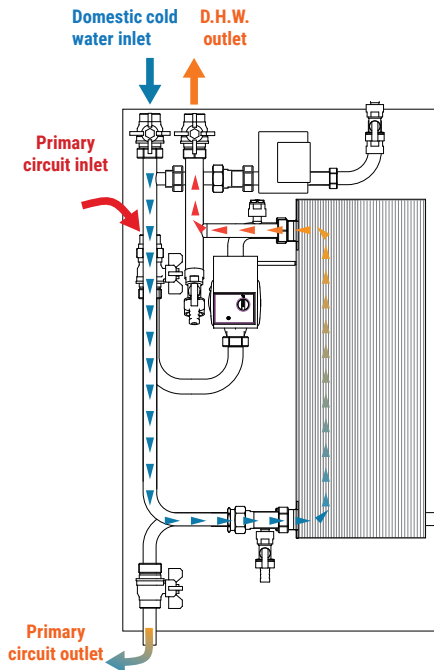 Domestic cold
water inlet
D.H.W.
outlet
Primary
circuit inlet
Primary
circuit outlet